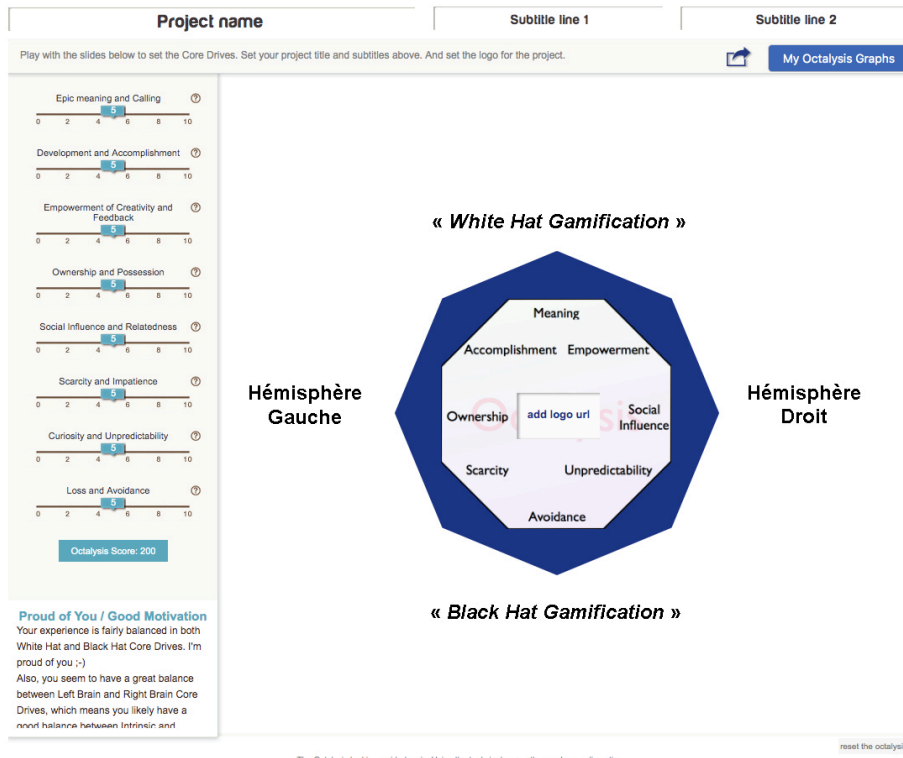 Project name
Subtitle line 1
Subtitle line 2
Play with the slides below to set the Core Drives. Set your project title and subtitles above. And set the logo for the project.
My Octalysis Graphs
Epic meaning and Calling ?
5
0 2 4 6 8 10
Development and Accomplishment ?
5
0 2 4 6 8 10
Empowerment of Creativity and ?
Feedback
5
0 2 4 6 8 10
Ownership and Possession ?
5
0 2 4 6 8 10
Social Influence and Relatedness ?
5
0 2 4 6 8 10
Scarcity and Impatience ?
5
0 2 4 6 8 10
Curiosity and Unpredictability ?
5
0 2 4 6 8 10
Loss and Avoidance ?
5
0 2 4 6 8 10
Octalysis Score: 200
Proud of You / Good Motivation
Your experience is fairly balanced in both
White Hat and Black Hat Core Drives. I'm
proud of you ;-)
Also, you seem to have a great balance
between Left Brain and Right Brain Core
Drives, which means you likely have a
good balance between Intrinsic and
« White Hat Gamification »
Hémisphère
Gauche
Meaning
Accomplishment Empowerment
Ownership
add logo url
Social
Influence
Scarcity
Unpredictability
Avoidance
Hémisphère
Droit
« Black Hat Gamification »
reset the octalysi